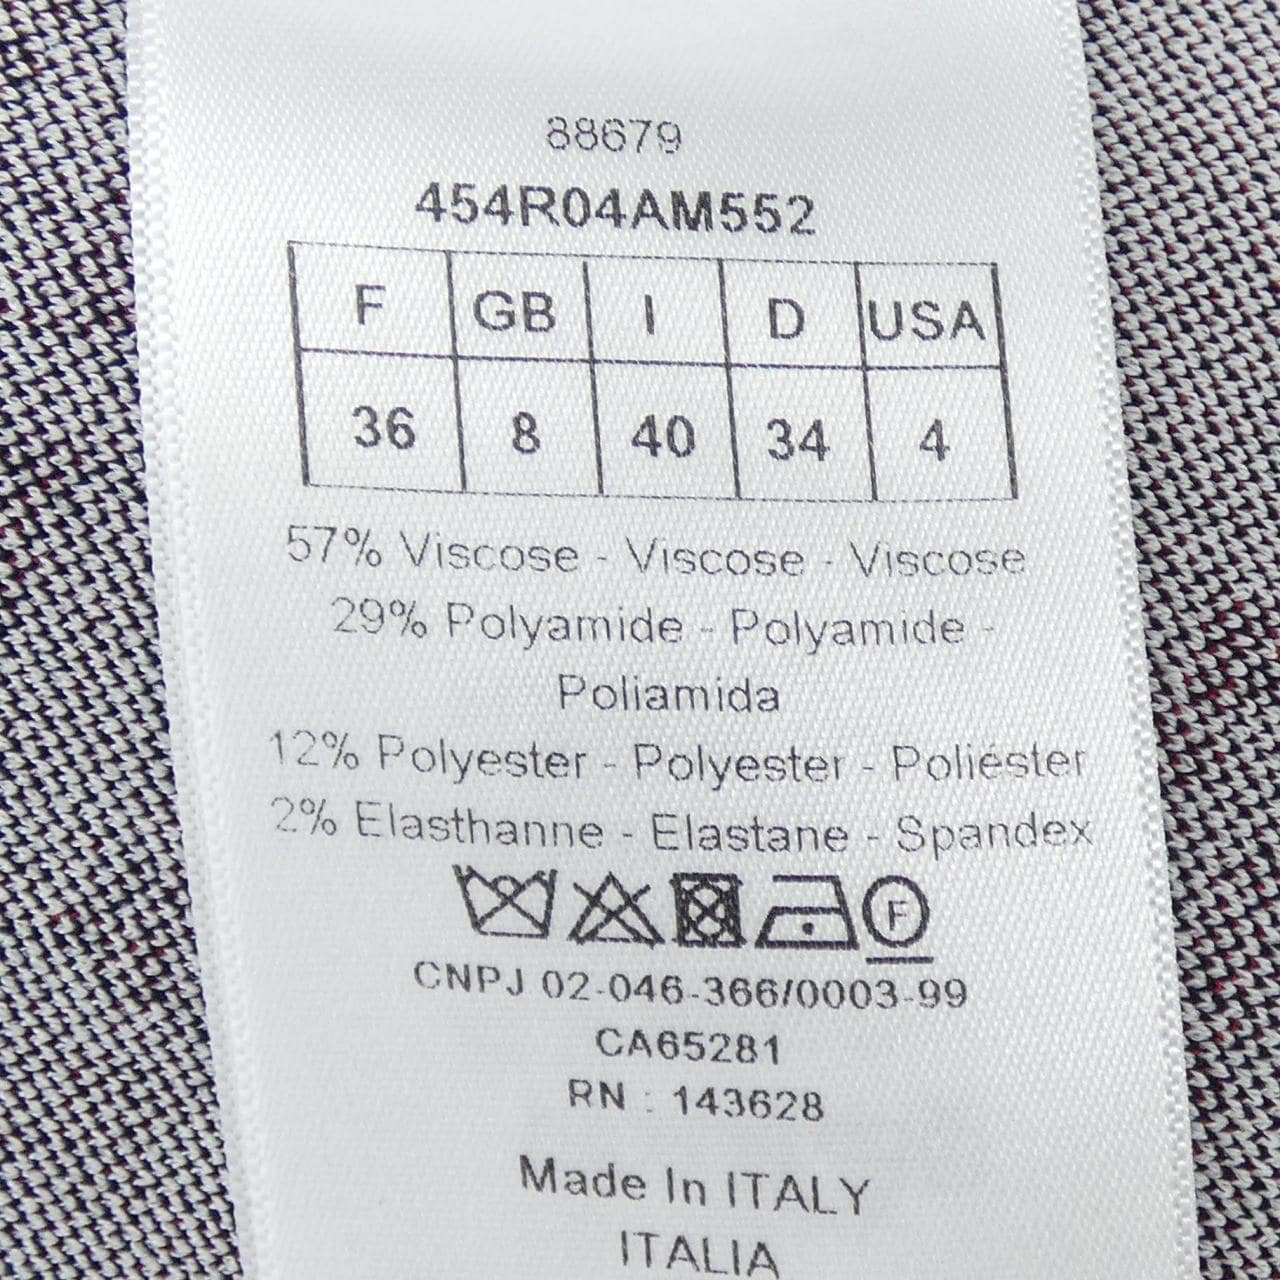 88679
454R04AM552
F GB I D USA
36 8 40 34 4
57% Viscose - Viscose - Viscose
29% Polyamide - Polyamide -
Poliamida
12% Polyester - Polyester - Poliéster
2% Elasthanne - Elastane - Spandex
F
CNPJ 02-046-366/0003-99
CA65281
RN : 143628
Made In ITALY
ITALIA